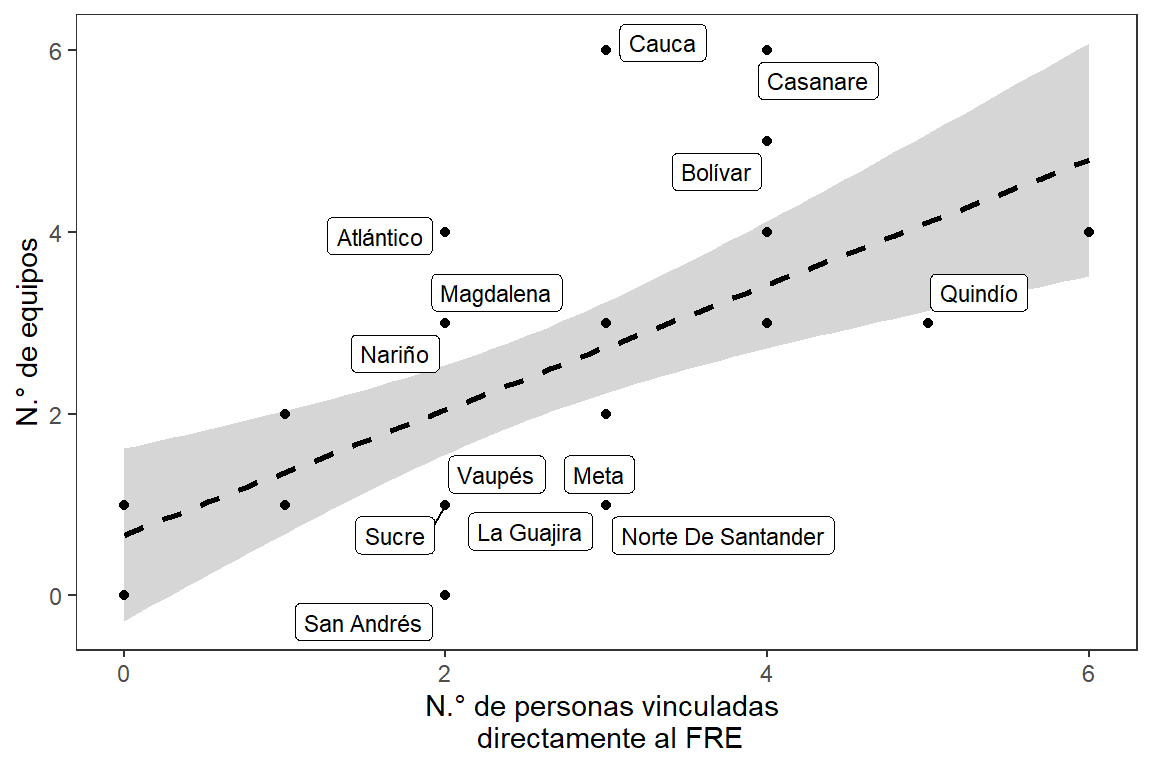 6
Cauca
Casanare
Bolívar
Atlántico
4
Magdalena
Quindío
Nariño
N.° de equipos
2
Vaupés
Meta
Sucre
La Guajira
Norte De Santander
0
San Andrés
0
2
4
6
N.° de personas vinculadas
directamente al FRE